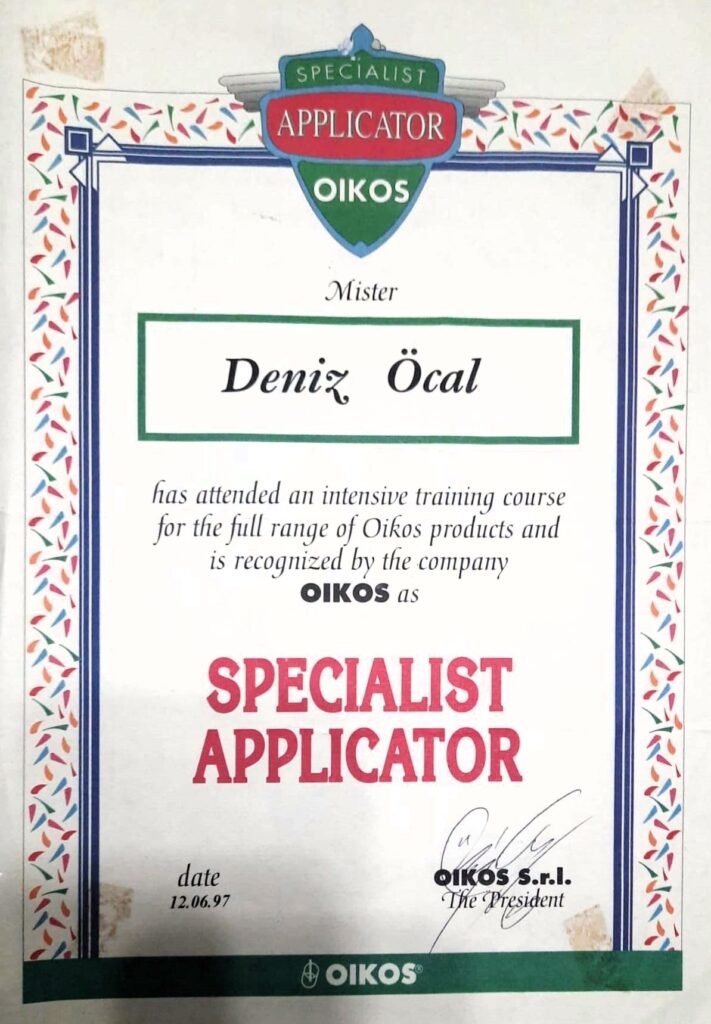 SPECIALIST
APPLICATOR
OIKOS
Mister
Deniz Öcal
has attended an intensive training course
for the full range of Oikos products and
is recognized by the company
OIKOS as
SPECIALIST
APPLICATOR
date
12.06.97
OIKOS S.r.l.
The President
OIKOS®